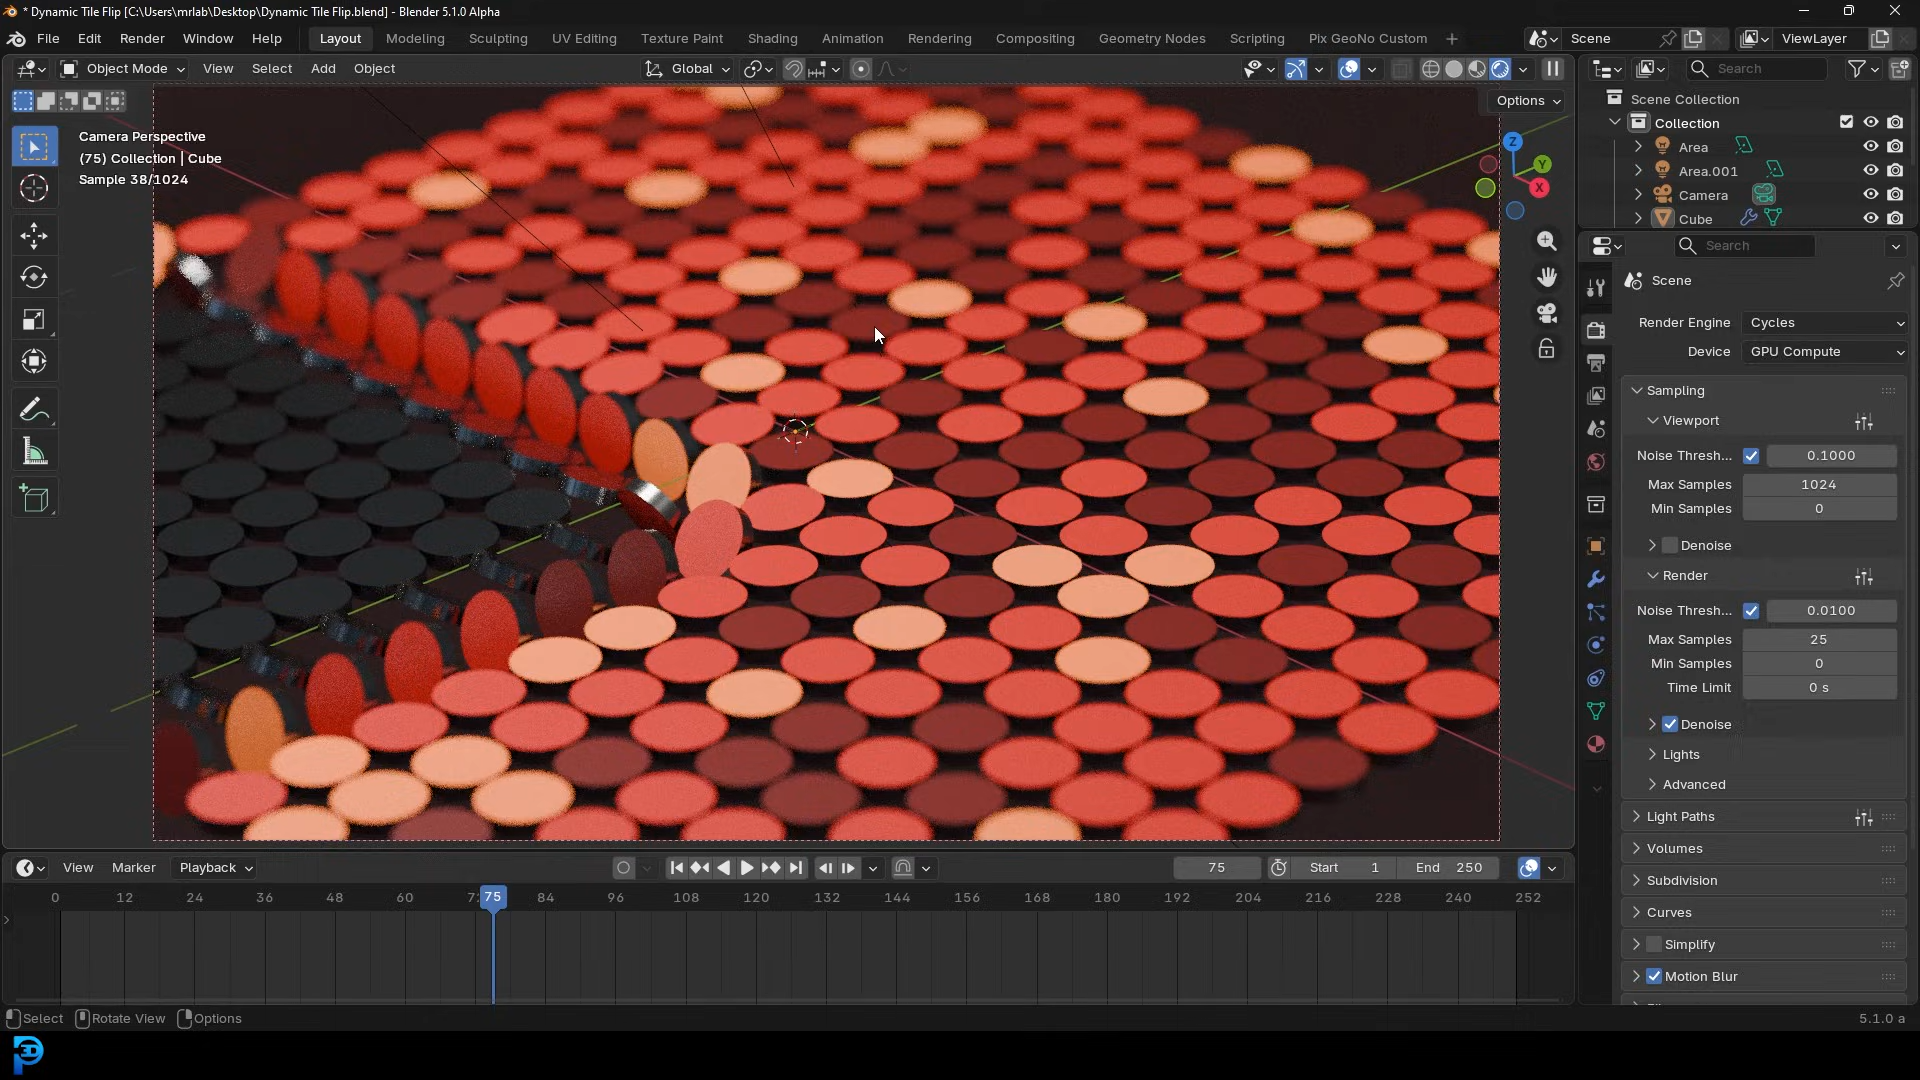 * Dynamic Tile Flip [C:\Users\mrlab\Desktop\Dynamic Tile Flip.blend] - Blender 5.1.0 Alpha
File Edit Render Window Help Layout Modeling Sculpting UV Editing Texture Paint Shading Animation Rendering Compositing Geometry Nodes Scripting Pix GeoNo Custom + Scene ViewLayer
Object Mode View Select Add Object Global Search
Options
Scene Collection
Collection
Camera Perspective
(75) Collection | Cube
Sample 38/1024
Z
Y
X
Area
Area.001
Camera
Cube
Search
Scene
Render Engine Cycles
Device GPU Compute
Sampling
Viewport
Noise Thresh... 0.1000
Max Samples 1024
Min Samples 0
Denoise
Render
Noise Thresh... 0.0100
Max Samples 25
Min Samples 0
Time Limit 0 s
Denoise
Lights
Advanced
Light Paths
Volumes
Subdivision
Curves
Simplify
Motion Blur
View Marker Playback 75 Start 1 End 250
0 12 24 36 48 60 75 84 96 108 120 132 144 156 168 180 192 204 216 228 240 252
Select Rotate View Options 5.1.0 a